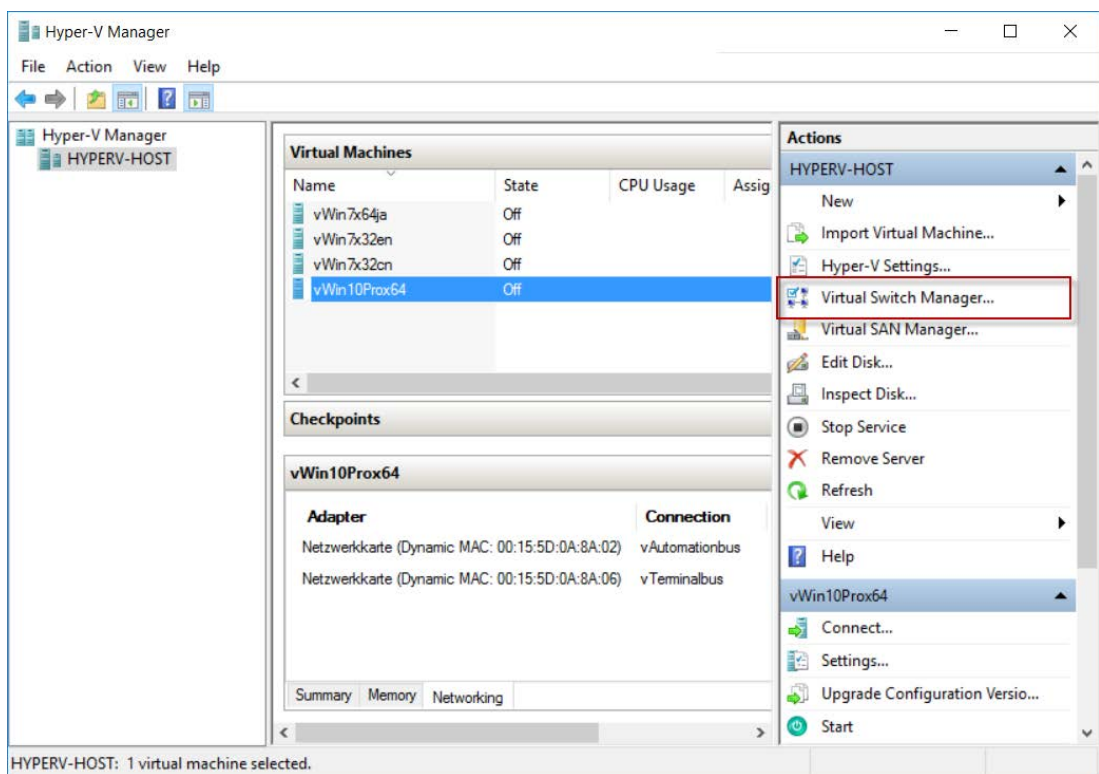 Hyper-V Manager
File Action View Help
Hyper-V Manager
HYPERV-HOST
Virtual Machines
Name State CPU Usage Assig
vWin7x64ja Off
vWin7x32en Off
vWin7x32cn Off
vWin10Prox64 Off
Checkpoints
vWin10Prox64
Adapter Connection
Netzwerkkarte (Dynamic MAC: 00:15:5D:0A:8A:02) vAutomationbus
Netzwerkkarte (Dynamic MAC: 00:15:5D:0A:8A:06) vTerminalbus
Summary Memory Networking
Actions
HYPERV-HOST
New
Import Virtual Machine...
Hyper-V Settings...
Virtual Switch Manager...
Virtual SAN Manager...
Edit Disk...
Inspect Disk...
Stop Service
Remove Server
Refresh
View
Help
vWin10Prox64
Connect...
Settings...
Upgrade Configuration Versio...
Start
HYPERV-HOST: 1 virtual machine selected.